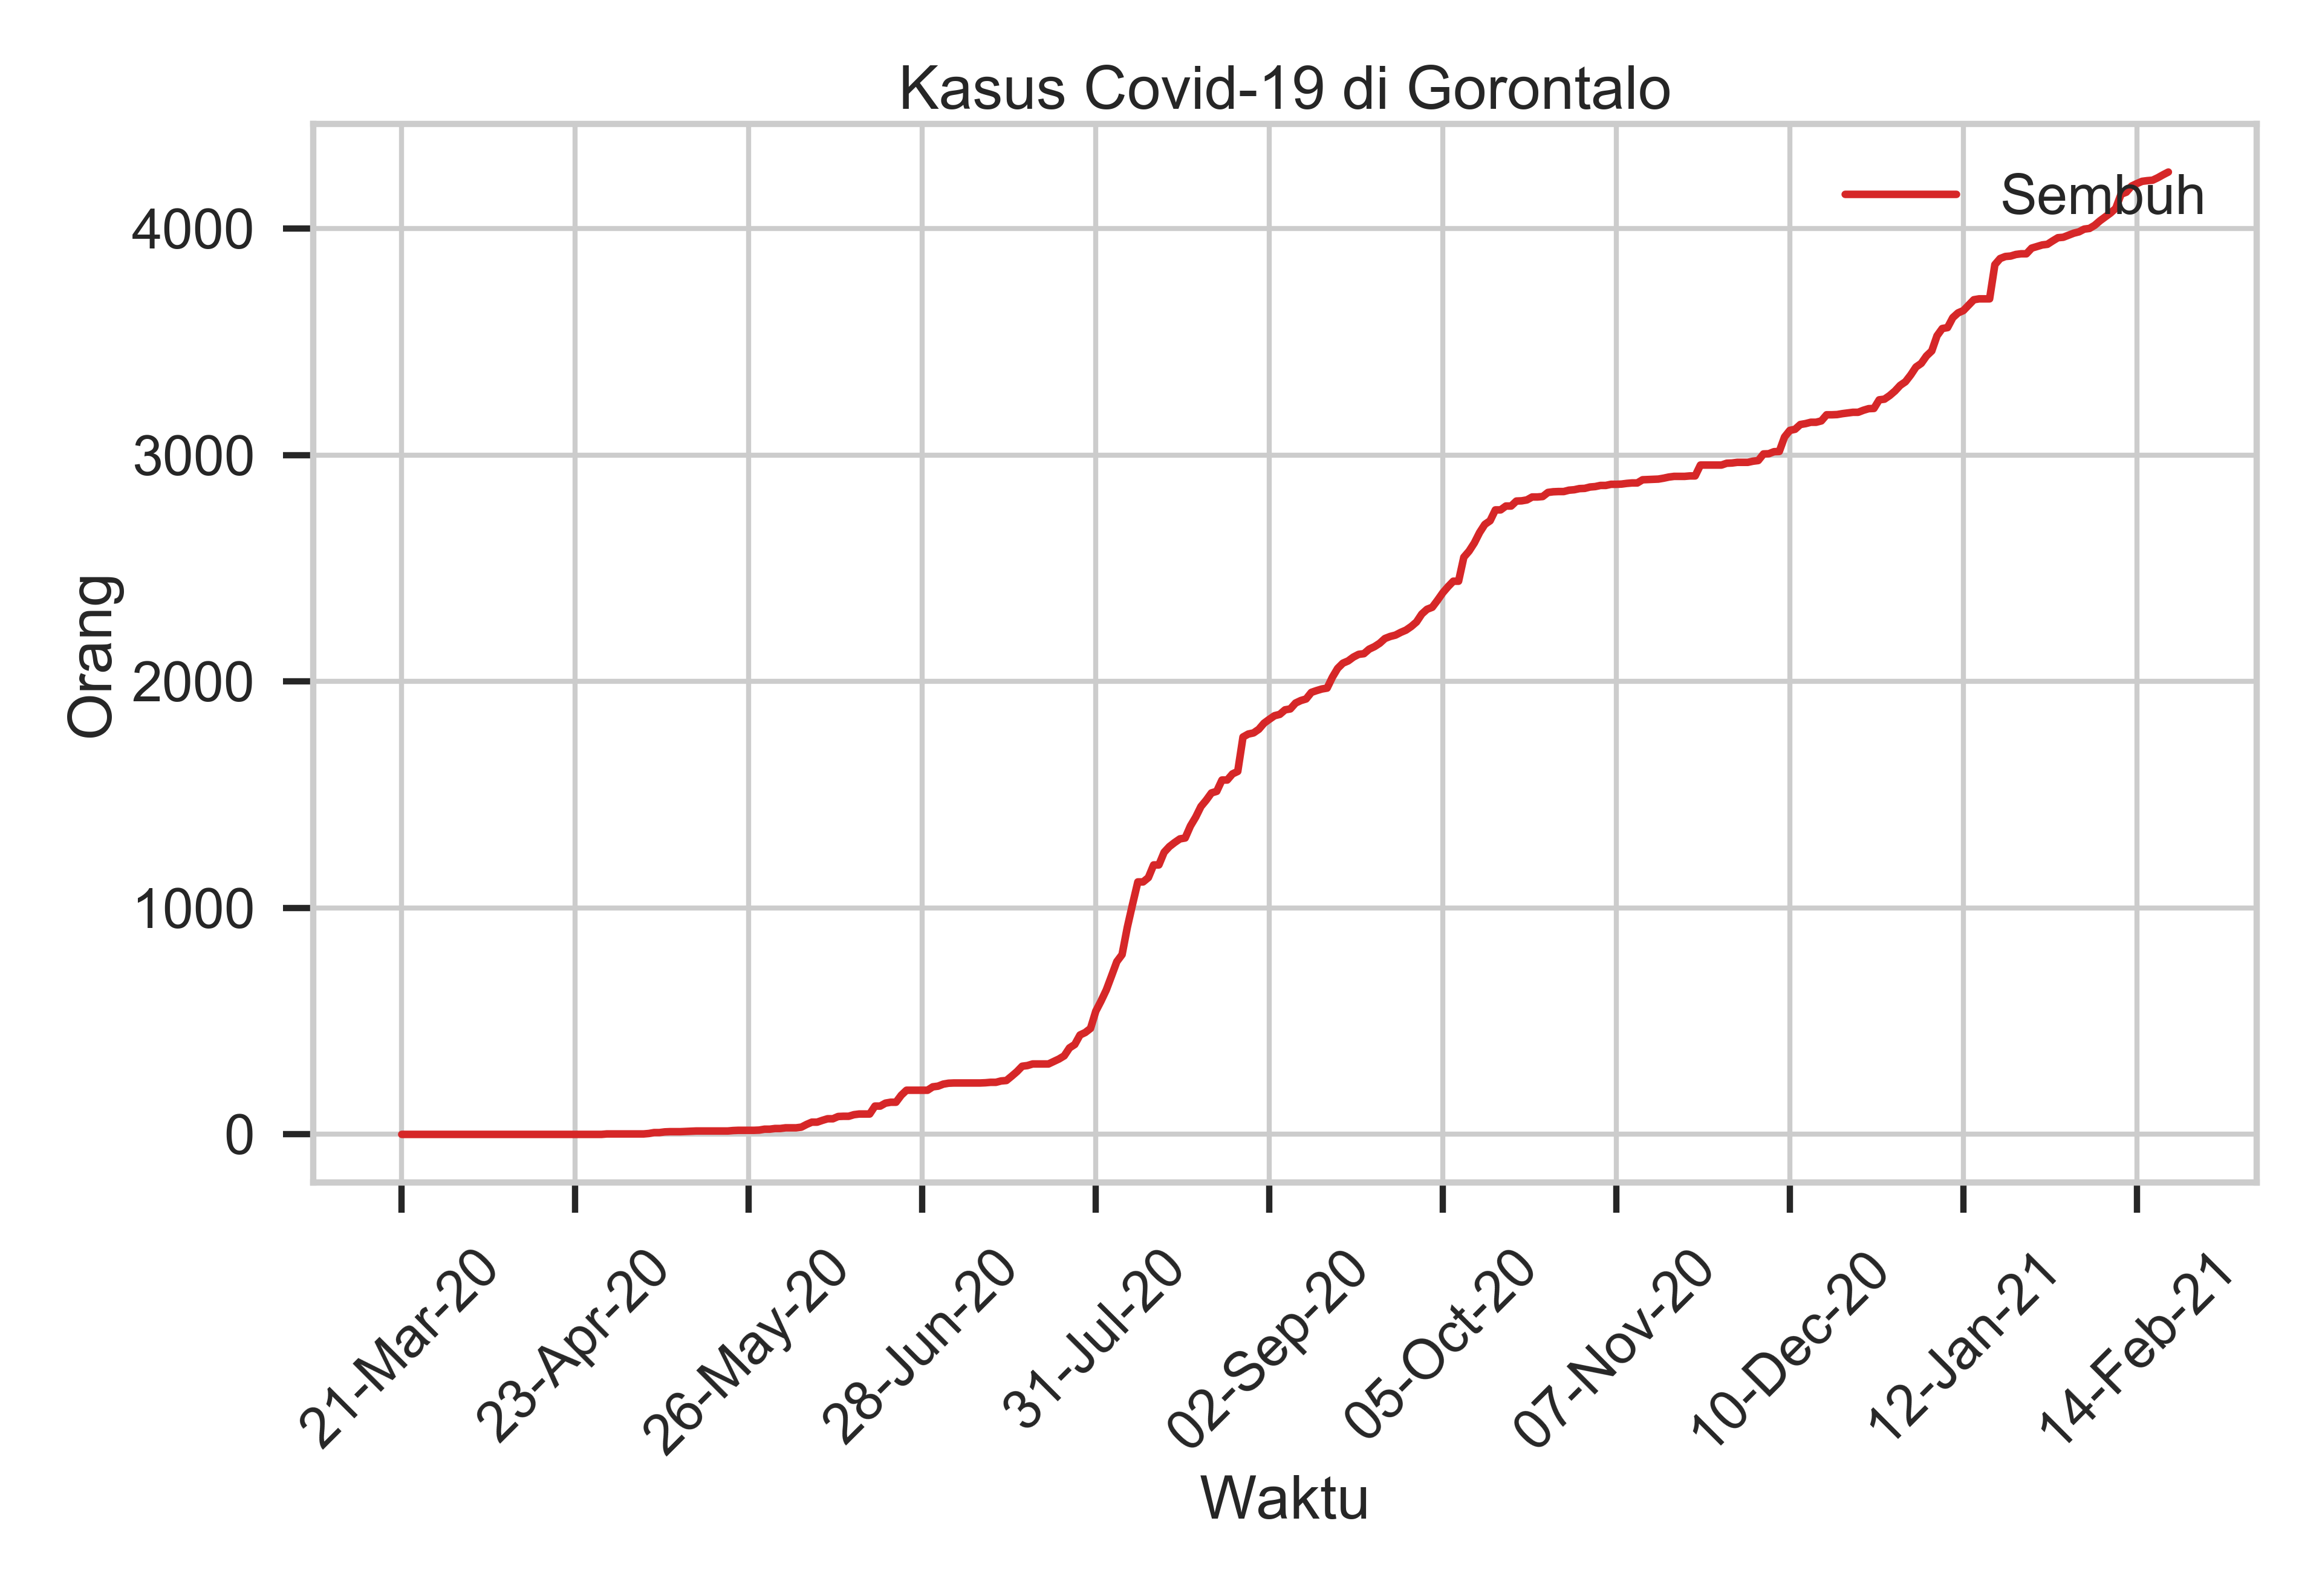 Kasus Covid-19 di Gorontalo
Sembuh
4000
3000
2000
1000
0
Orang
21-Mar-20
23-Apr-20
26-May-20
28-Jun-20
31-Jul-20
02-Sep-20
05-Oct-20
07-Nov-20
10-Dec-20
12-Jan-21
14-Feb-21
Waktu